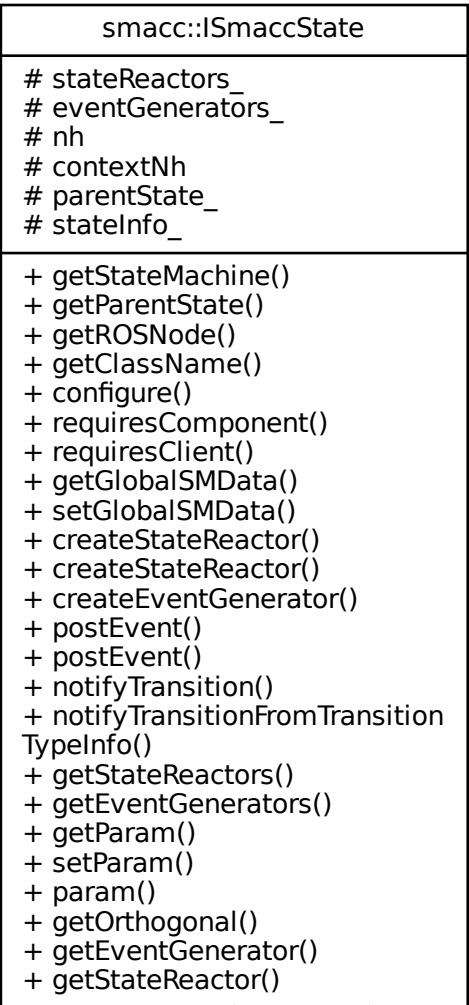 smacc::ISmaccState
# stateReactors_
# eventGenerators_
# nh
# contextNh
# parentState_
# stateInfo_
+ getStateMachine()
+ getParentState()
+ getROSNode()
+ getClassName()
+ configure()
+ requiresComponent()
+ requiresClient()
+ getGlobalSMData()
+ setGlobalSMData()
+ createStateReactor()
+ createStateReactor()
+ createEventGenerator()
+ postEvent()
+ postEvent()
+ notifyTransition()
+ notifyTransitionFromTransition
TypeInfo()
+ getStateReactors()
+ getEventGenerators()
+ getParam()
+ setParam()
+ param()
+ getOrthogonal()
+ getEventGenerator()
+ getStateReactor()